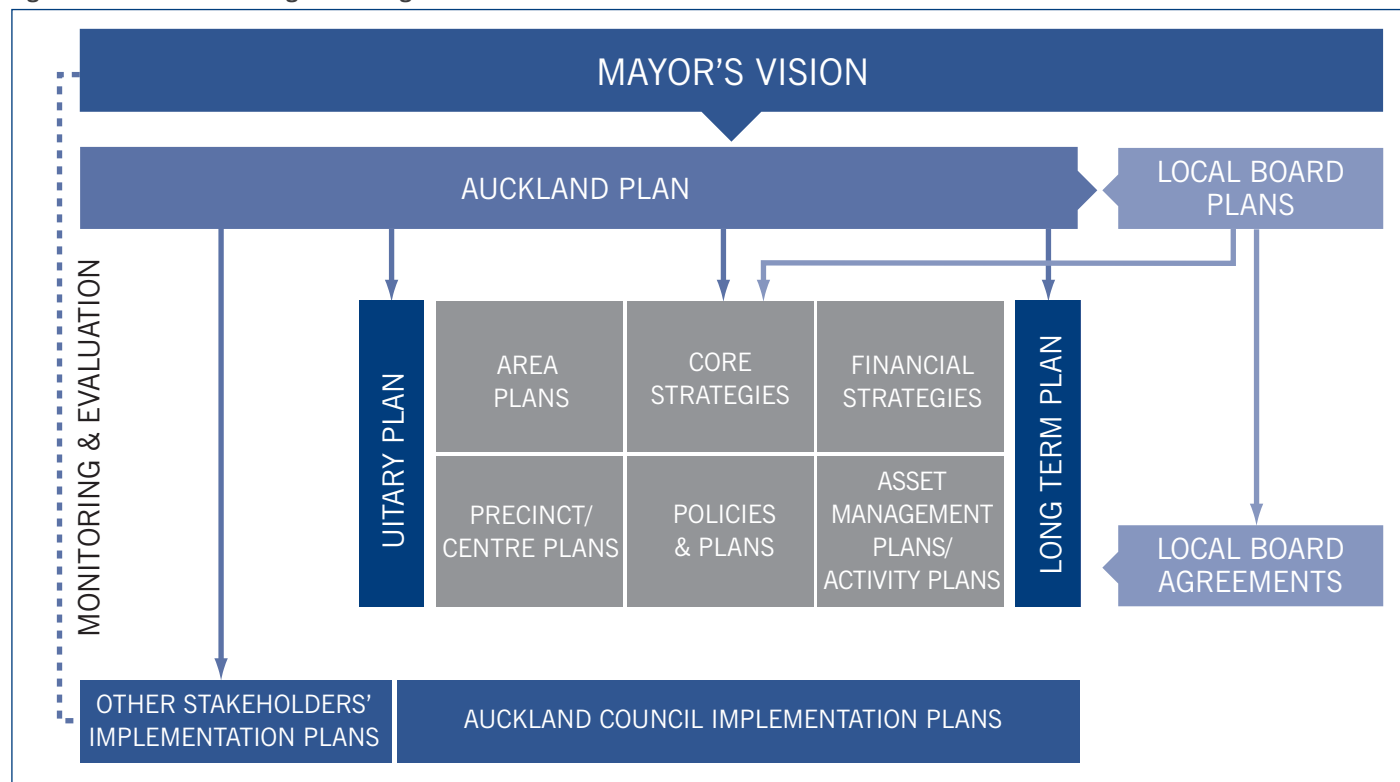 MAYOR'S VISION
AUCKLAND PLAN
LOCAL BOARD
PLANS
MONITORING & EVALUATION
UITARY PLAN
AREA
PLANS
CORE
STRATEGIES
FINANCIAL
STRATEGIES
PRECINCT/
CENTRE PLANS
POLICIES
& PLANS
ASSET
MANAGEMENT
PLANS/
ACTIVITY PLANS
LONG TERM PLAN
LOCAL BOARD
AGREEMENTS
OTHER STAKEHOLDERS'
IMPLEMENTATION PLANS
AUCKLAND COUNCIL IMPLEMENTATION PLANS